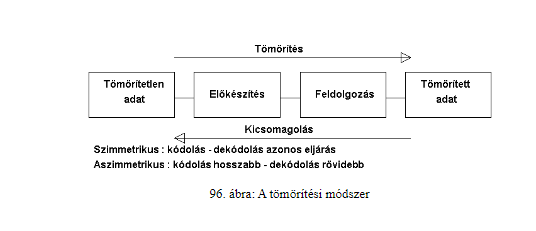 Tömörítés
Tömörítetlen
adat
Előkészítés
Feldolgozás
Tömörített
adat
Kicsomagolás
Szimmetrikus : kódolás - dekódolás azonos eljárás
Aszimmetrikus : kódolás hosszabb - dekódolás rővidebb
96. ábra: A tömörítési módszer